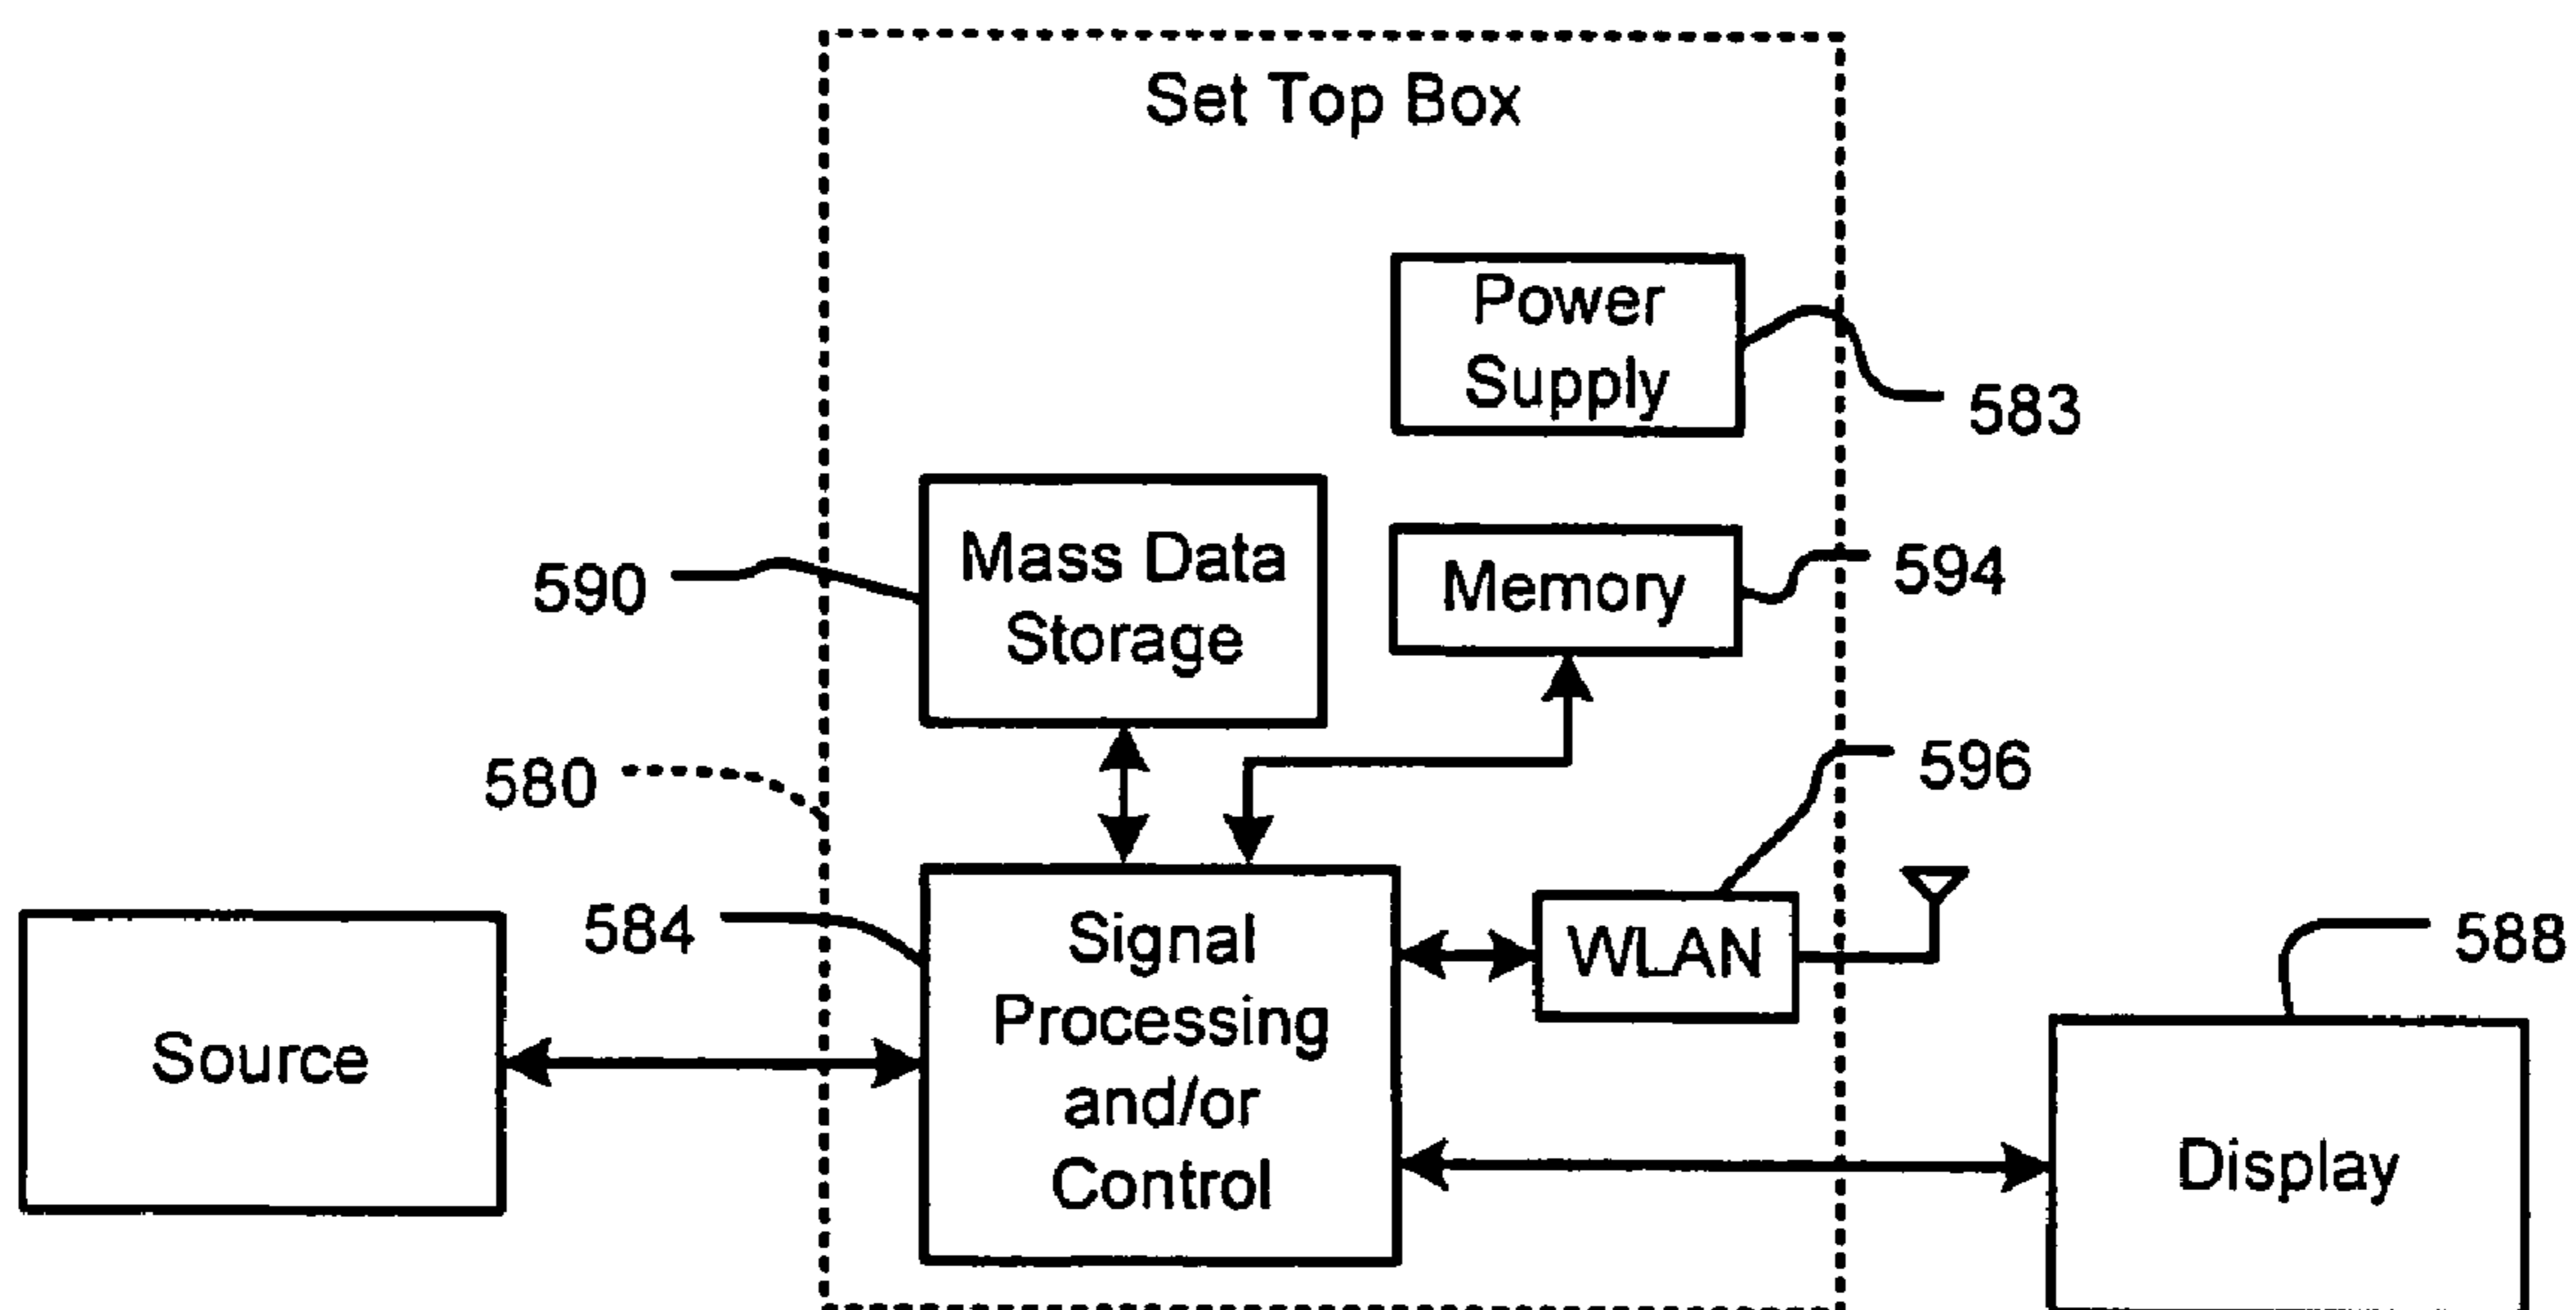 Set Top Box
Power
Supply
583
Mass Data
Storage
590
Memory
594
580
596
584
Signal
Processing
and/or
Control
WLAN
588
Source
Display